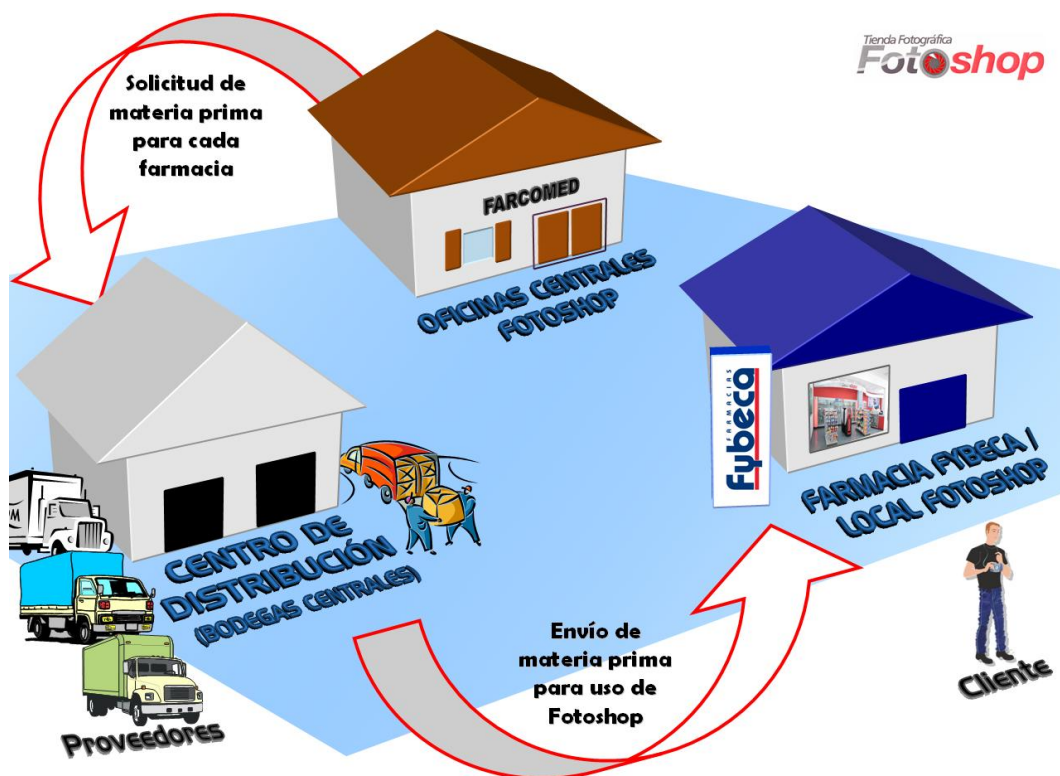 Tienda Fotográfica
Fotoshop
Solicitud de
materia prima
para cada
farmacia
FARCOMED
OFICINAS CENTRALES
FOTOSHOP
FARMACIAS
Fybeca
FARMACIA FYBECA /
LOCAL FOTOSHOP
CENTRO DE
DISTRIBUCIÓN
(BODEGAS CENTRALES)
Envío de
materia prima
para uso de
Fotoshop
Cliente
Proveedores